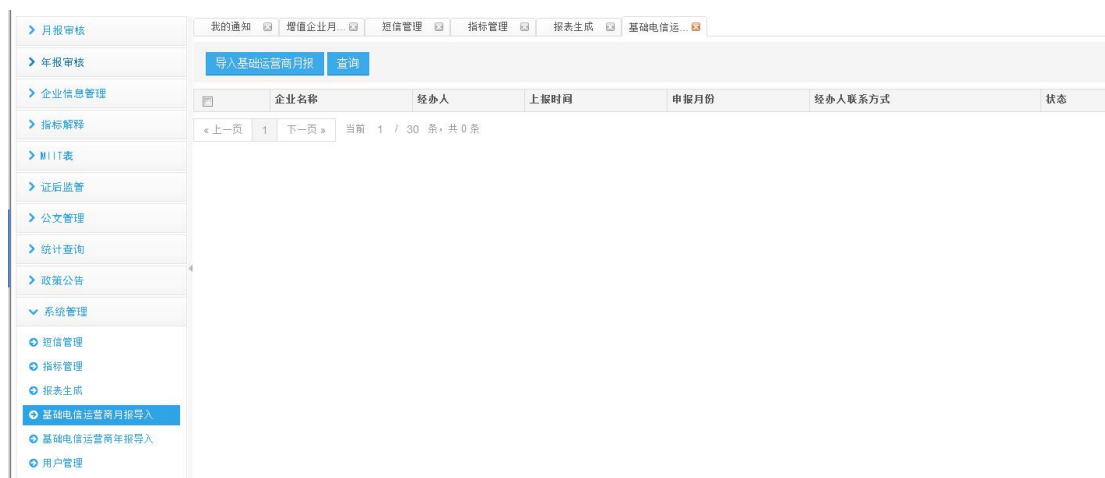 我的通知 增值企业月... 短信管理 指标管理 报表生成 基础电信运...
导入基础运营商月报 查询
企业名称 经办人 上报时间 申报月份 经办人联系方式 状态
«上一页 1 下一页» 当前 1 / 30 条，共 0 条
月报审核
年报审核
企业信息管理
指标解释
MIIT表
证后监管
公文管理
统计查询
政策公告
系统管理
短信管理
指标管理
报表生成
基础电信运营商月报导入
基础电信运营商年报导入
用户管理